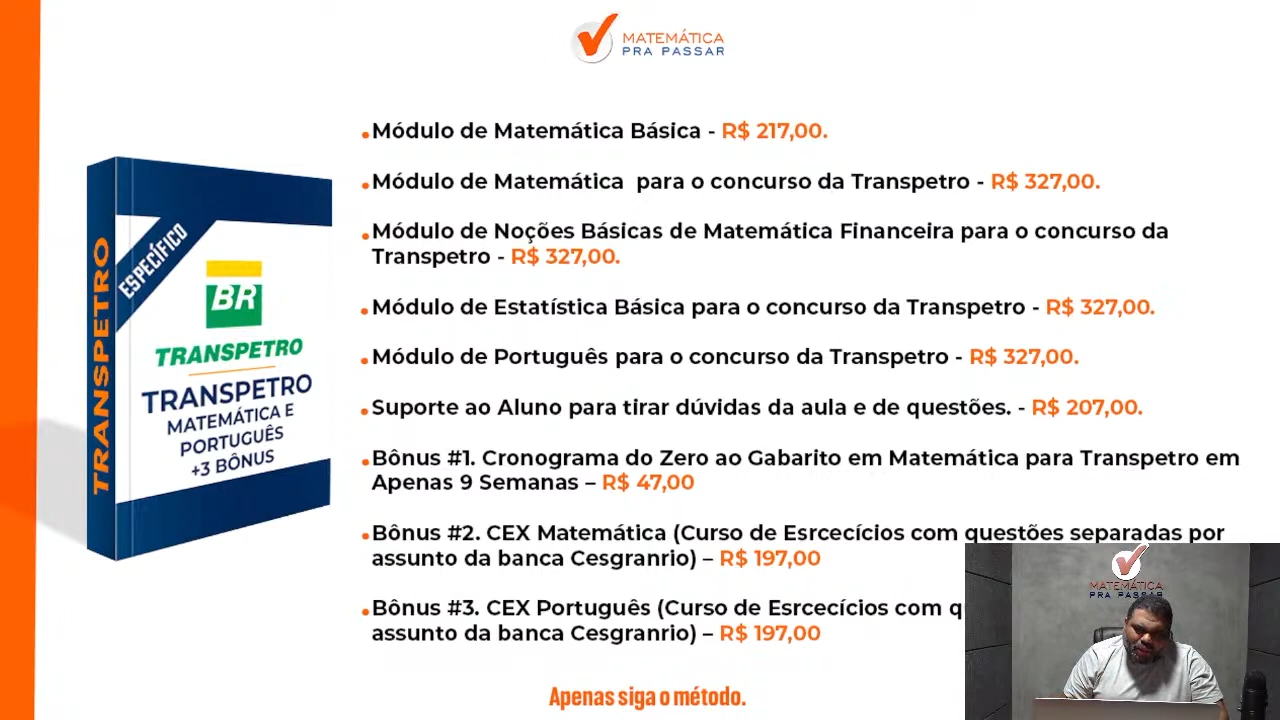 MATEMÁTICA
PRA PASSAR
•Módulo de Matemática Básica - R$ 217,00.
•Módulo de Matemática para o concurso da Transpetro - R$ 327,00.
•Módulo de Noções Básicas de Matemática Financeira para o concurso da
Transpetro - R$ 327,00.
•Módulo de Estatística Básica para o concurso da Transpetro - R$ 327,00.
•Módulo de Português para o concurso da Transpetro - R$ 327,00.
•Suporte ao Aluno para tirar dúvidas da aula e de questões. - R$ 207,00.
•Bônus #1. Cronograma do Zero ao Gabarito em Matemática para Transpetro em
Apenas 9 Semanas – R$ 47,00
•Bônus #2. CEX Matemática (Curso de Esrcecícios com questões separadas por
assunto da banca Cesgranrio) – R$ 197,00
•Bônus #3. CEX Português (Curso de Esrcecícios com
assunto da banca Cesgranrio) – R$ 197,00
TRANSPETRO
ESPECÍFICO
BR
TRANSPETRO
TRANSPETRO
MATEMÁTICA E
PORTUGUÊS
+3 BÔNUS
MATEMÁTICA
PRA PASSAR
Apenas siga o método.